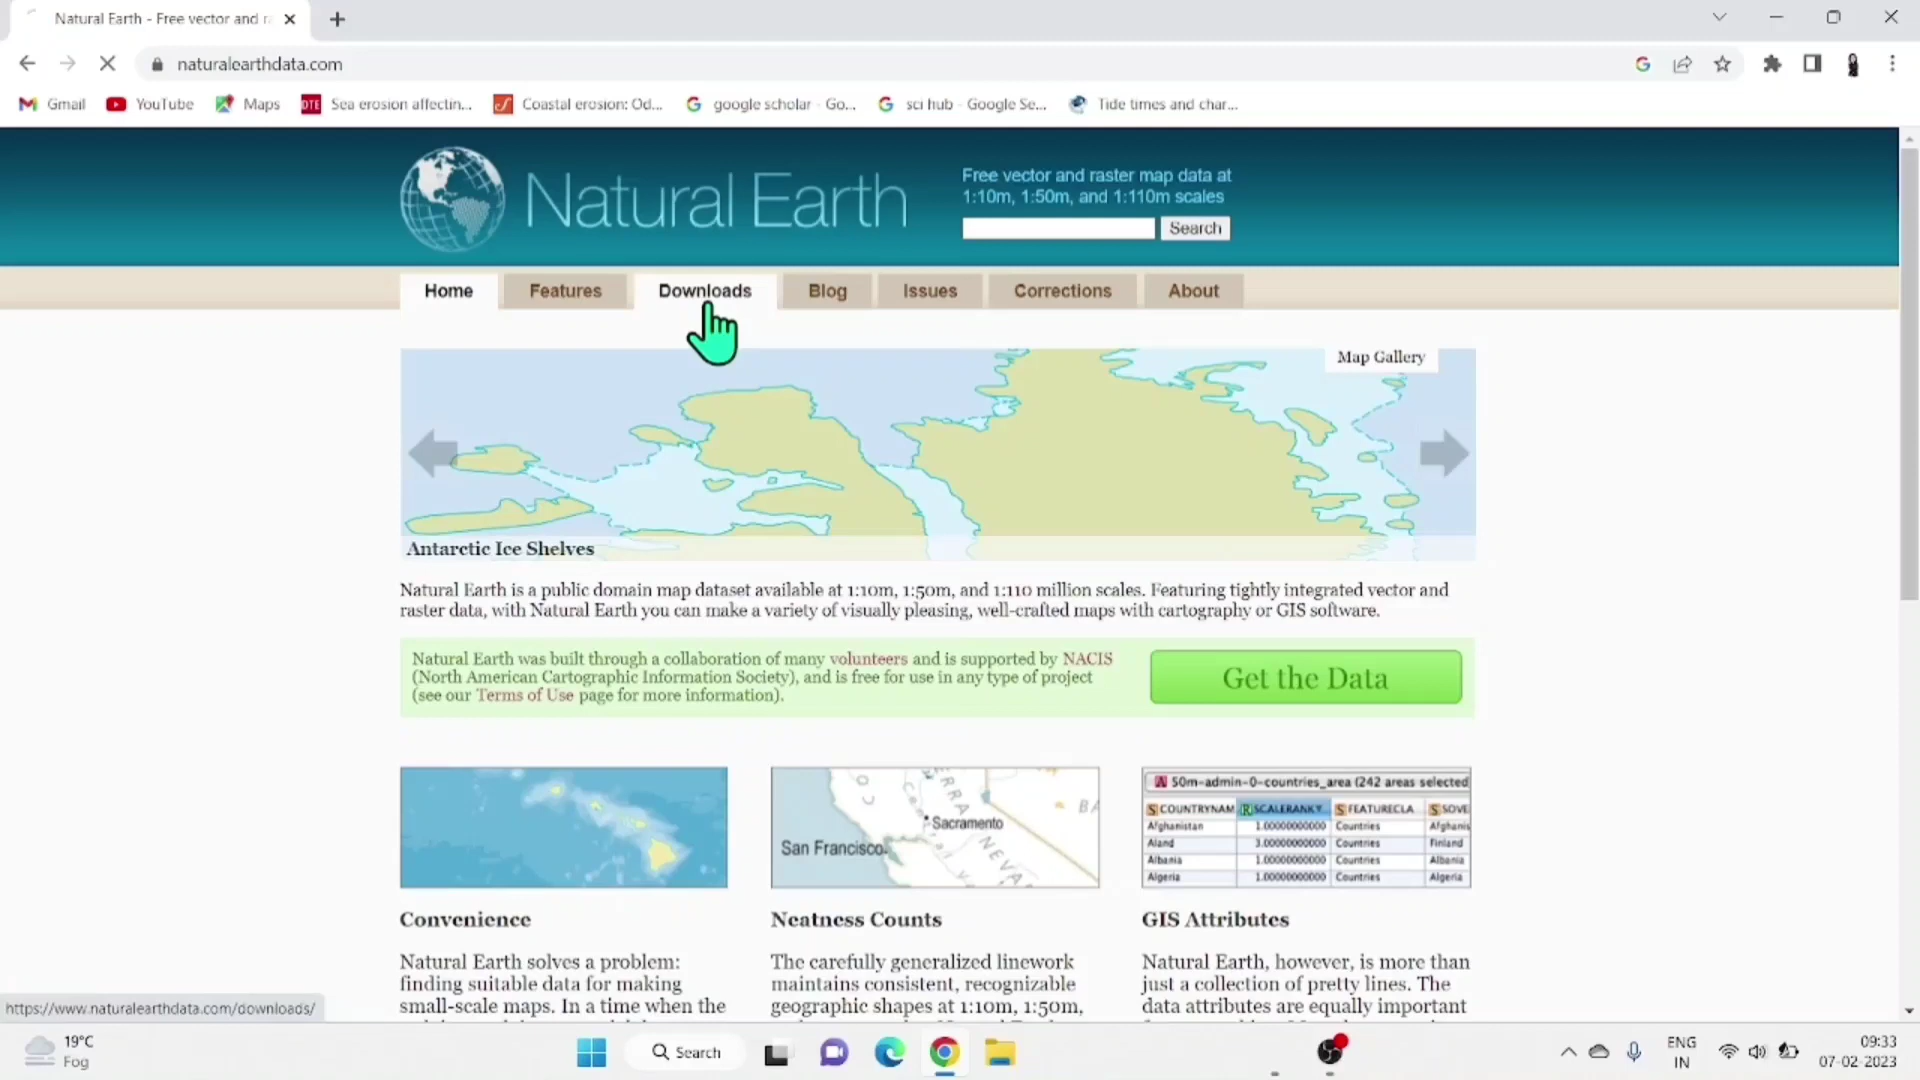 Natural Earth - Free vector and ra
naturalearthdata.com
Gmail YouTube Maps DTE Sea erosion affectin... Coastal erosion: Od... google scholar - Go... sci hub - Google Se... Tide times and char...
Natural Earth
Free vector and raster map data at
1:10m, 1:50m, and 1:110m scales
Search
Home Features Downloads Blog Issues Corrections About
Map Gallery
Antarctic Ice Shelves
Natural Earth is a public domain map dataset available at 1:10m, 1:50m, and 1:110 million scales. Featuring tightly integrated vector and
raster data, with Natural Earth you can make a variety of visually pleasing, well-crafted maps with cartography or GIS software.
Natural Earth was built through a collaboration of many volunteers and is supported by NACIS
(North American Cartographic Information Society), and is free for use in any type of project
(see our Terms of Use page for more information).
Get the Data
Sacramento
San Francisco
NEVA
50m-admin-0-countries_area (242 areas selected
COUNTRYNAM SCALERANK FEATURECLA SOVE
Afghanistan 1.00000000000 Countries Afghanis
Aland 3.00000000000 Countries Finland
Albania 1.00000000000 Countries Albania
Algeria 1.00000000000 Countries Algeria
Convenience
Natural Earth solves a problem:
finding suitable data for making
small-scale maps. In a time when the
Neatness Counts
The carefully generalized linework
maintains consistent, recognizable
geographic shapes at 1:10m, 1:50m,
GIS Attributes
Natural Earth, however, is more than
just a collection of pretty lines. The
data attributes are equally important
https://www.naturalearthdata.com/downloads/
19°C
Fog
Search
ENG
IN
09:33
07-02-2023